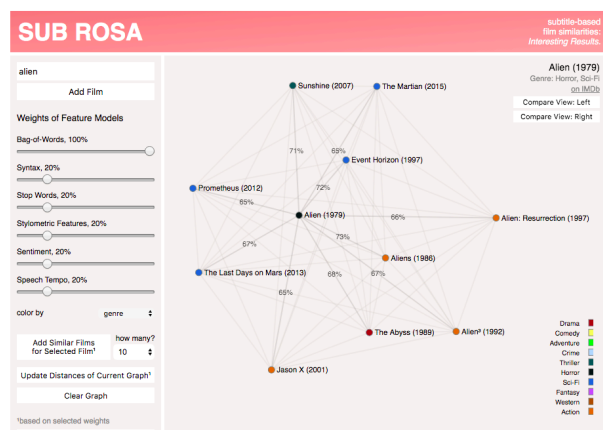 SUB ROSA
subtitle-based
film similarities:
Interesting Results.
alien
Add Film
Weights of Feature Models
Bag-of-Words, 100%
Syntax, 20%
Stop Words, 20%
Stylometric Features, 20%
Sentiment, 20%
Speech Tempo, 20%
color by genre
Add Similar Films
for Selected Film¹
how many?
10
Update Distances of Current Graph¹
Clear Graph
¹based on selected weights
Alien (1979)
Genre: Horror, Sci-Fi
on IMDb
Compare View: Left
Compare View: Right
Sunshine (2007)
The Martian (2015)
71%
65%
Event Horizon (1997)
Prometheus (2012)
72%
65%
Alien (1979)
66%
Alien: Resurrection (1997)
73%
67%
Aliens (1986)
The Last Days on Mars (2013)
68%
67%
65%
The Abyss (1989)
Alien³ (1992)
Jason X (2001)
Drama
Comedy
Adventure
Crime
Thriller
Horror
Sci-Fi
Fantasy
Western
Action